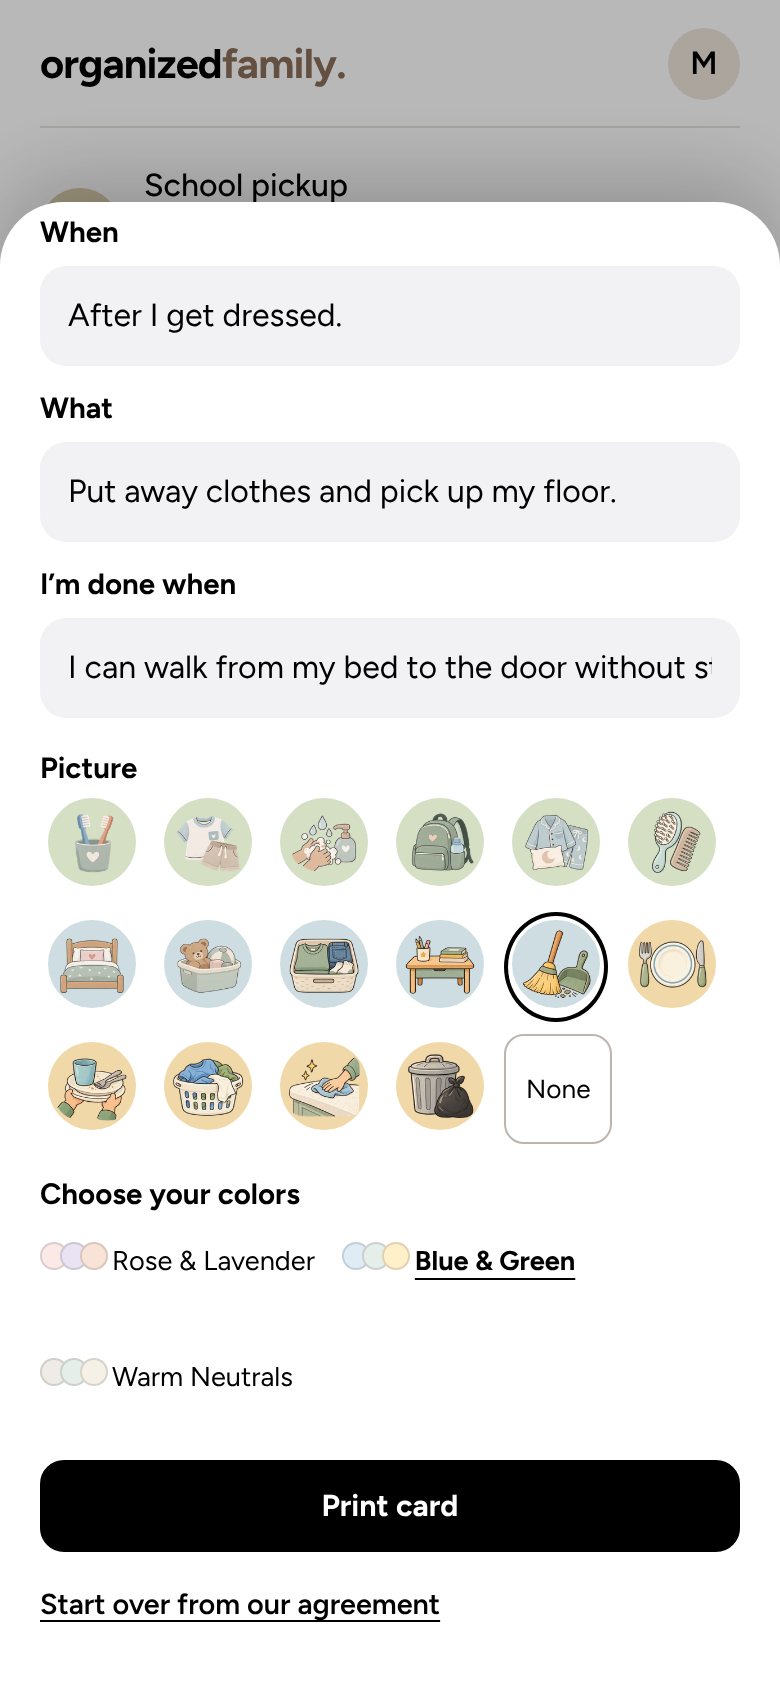 organizedfamily.
M
School pickup
When
After I get dressed.
What
Put away clothes and pick up my floor.
I'm done when
I can walk from my bed to the door without
Picture
None
Choose your colors
Rose & Lavender
Blue & Green
Warm Neutrals
Print card
Start over from our agreement